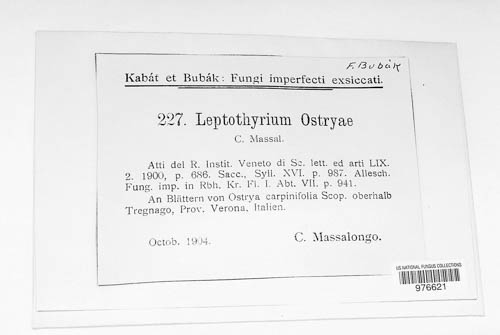 F. Bubák
Kabát et Bubák: Fungi imperfecti exsiccati.
227. Leptothyrium Ostryae
C. Massal.
Atti del R. Instit. Veneto di Sc. lett. ed arti LIX.
2. 1900, p. 686. Sacc., Syll. XVI. p. 987. Allesch.
Fung. imp. in Rbh. Kr. Fl. I. Abt. VII. p. 941.
An Blättern von Ostrya carpinifolia Scop. oberhalb
Tregnago, Prov. Verona, Italien.
Octob. 1904. C. Massalongo.
US NATIONAL FUNGUS COLLECTIONS
976621